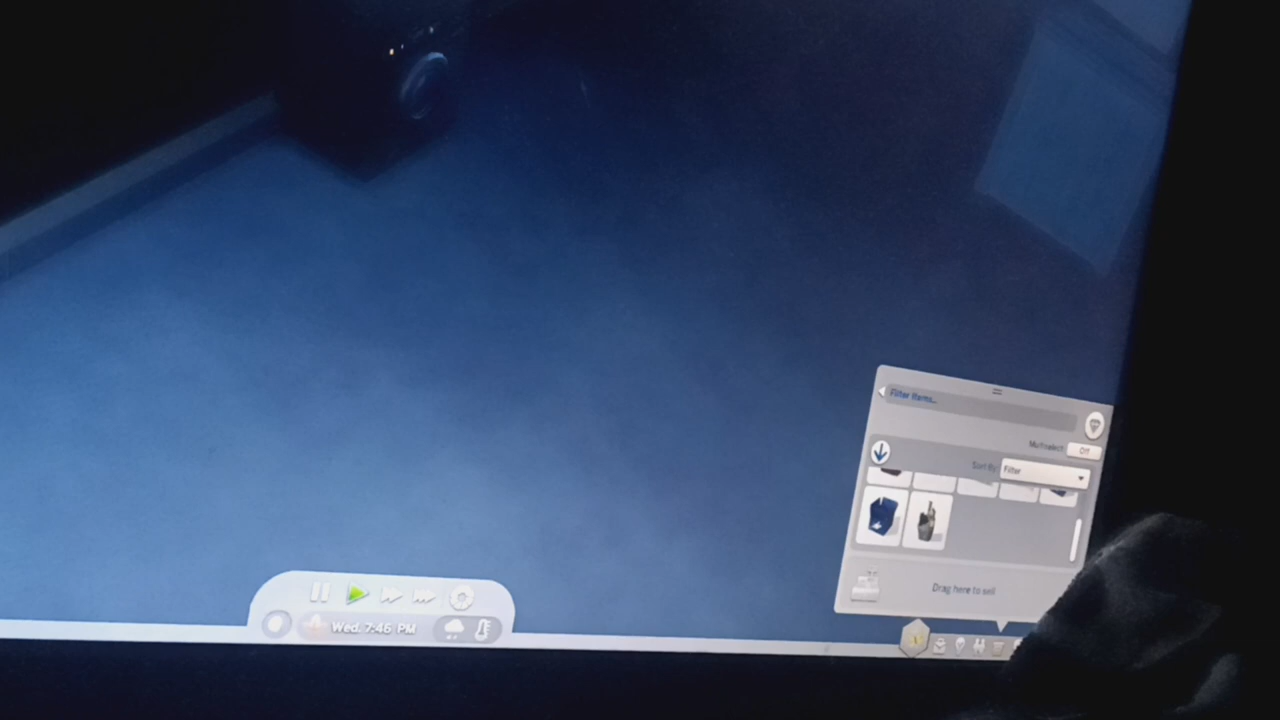 Filter Items...
Multiselect Off
Sort By: Filter
Drag here to sell
Wed. 7:46 PM